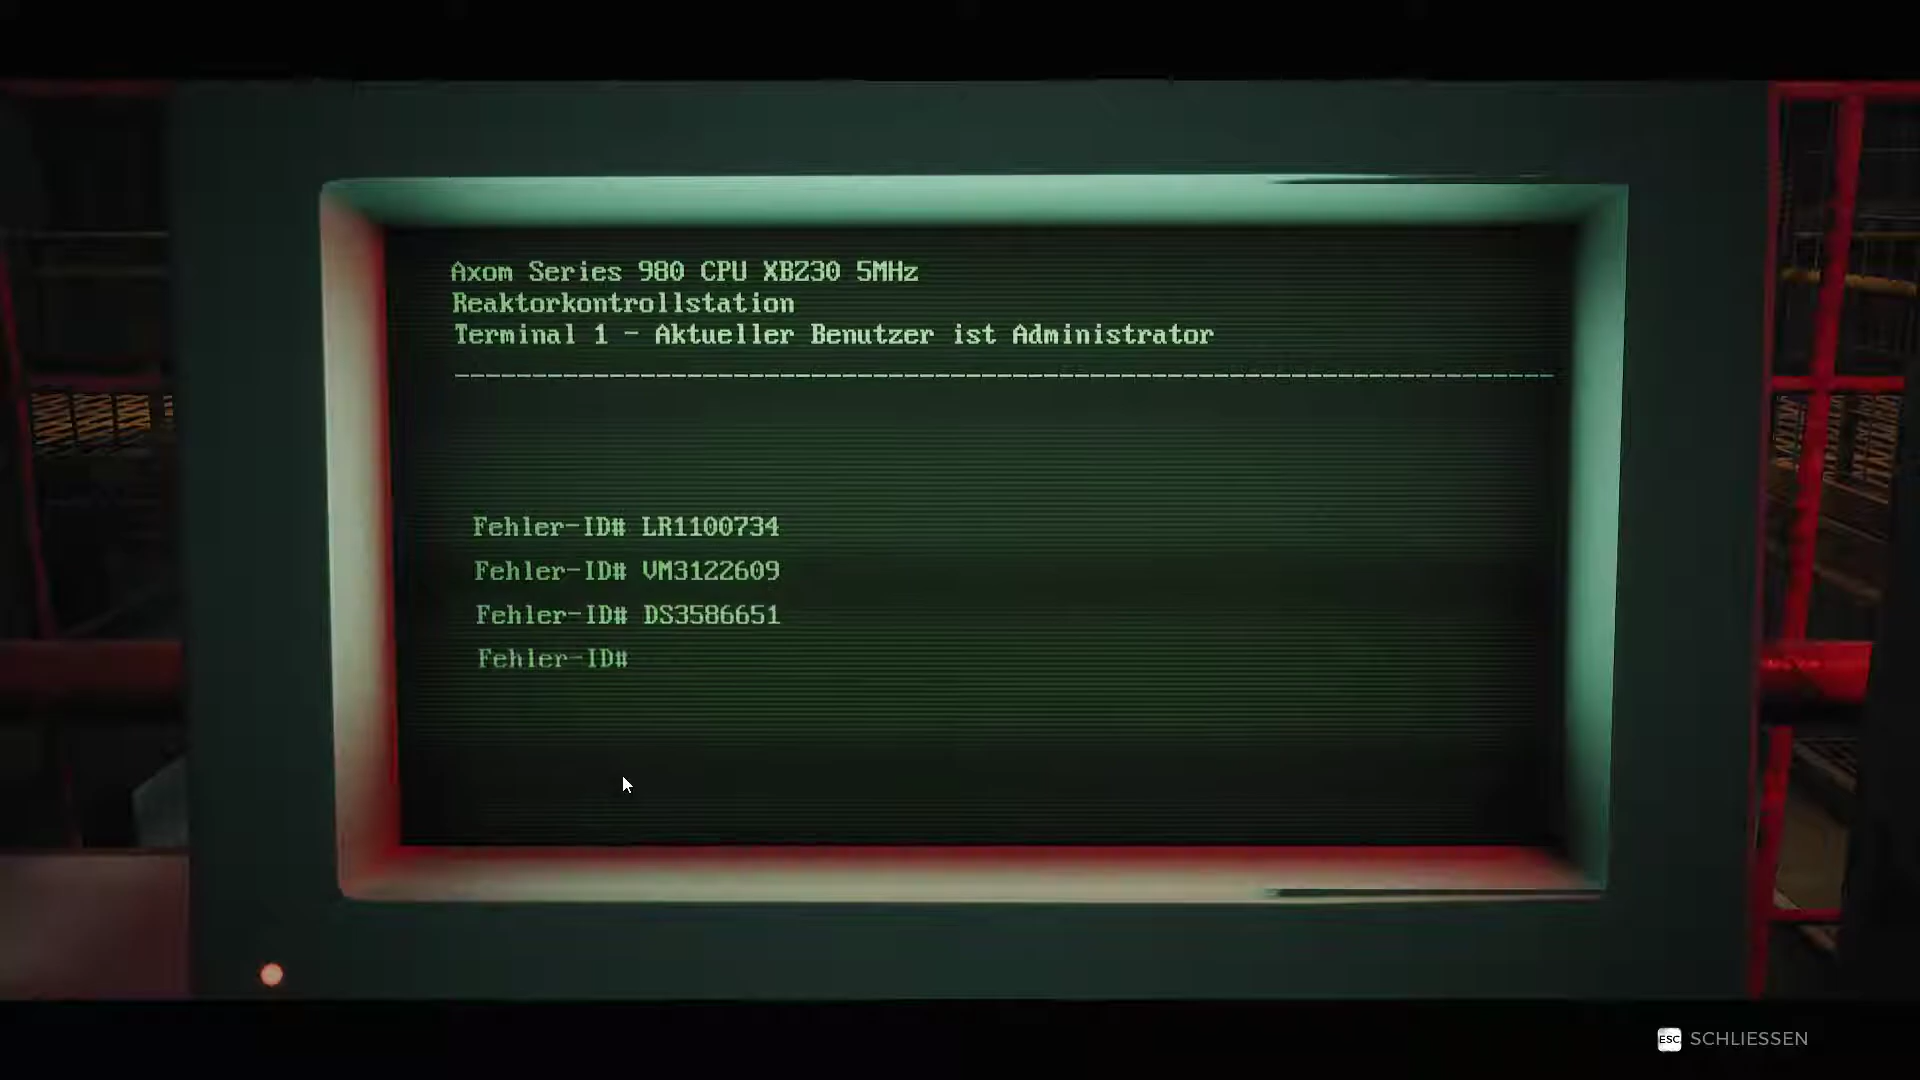 Axom Series 980 CPU XBZ30 5MHz
Reaktorkontrollstation
Terminal 1 - Aktueller Benutzer ist Administrator
Fehler-ID# LR1100734
Fehler-ID# VM3122609
Fehler-ID# DS3586651
Fehler-ID#
ESC SCHLIESSEN